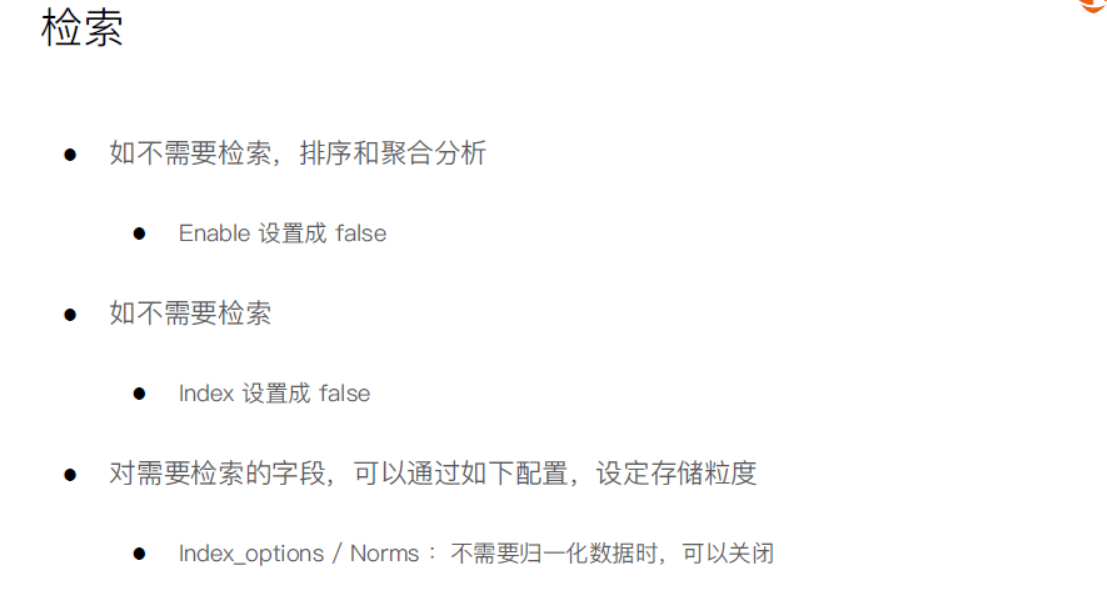 检索
如不需要检索，排序和聚合分析
Enable 设置成 false
如不需要检索
Index 设置成 false
对需要检索的字段，可以通过如下配置，设定存储粒度
Index_options / Norms： 不需要归一化数据时，可以关闭